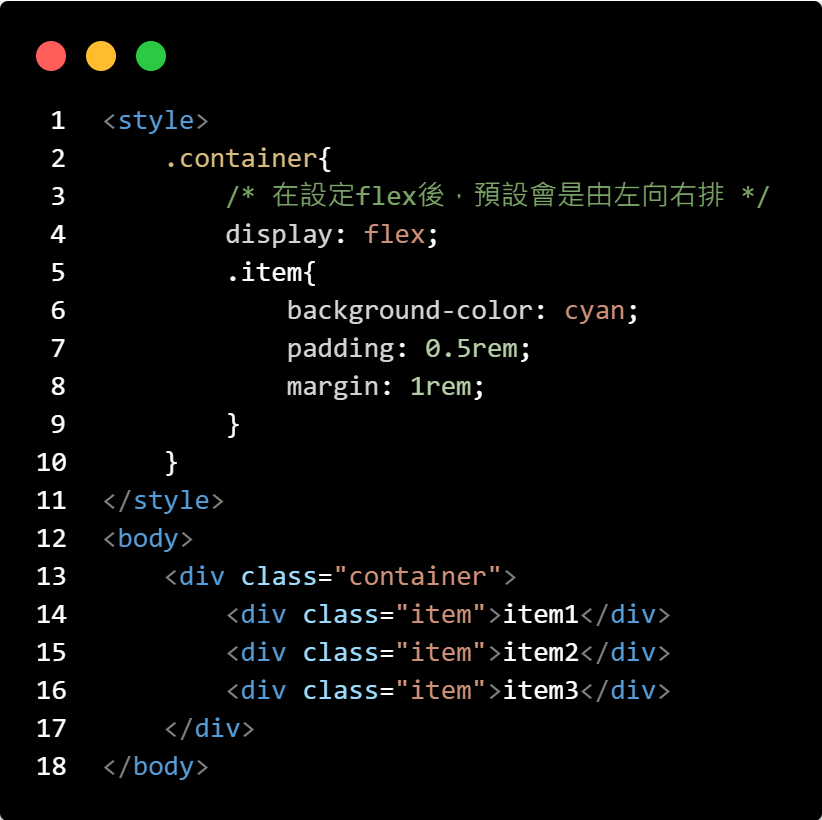 1 <style>
2     .container{
3         /* 在設定flex後，預設會是由左向右排 */
4         display: flex;
5         .item{
6             background-color: cyan;
7             padding: 0.5rem;
8             margin: 1rem;
9         }
10     }
11 </style>
12 <body>
13     <div class="container">
14         <div class="item">item1</div>
15         <div class="item">item2</div>
16         <div class="item">item3</div>
17     </div>
18 </body>